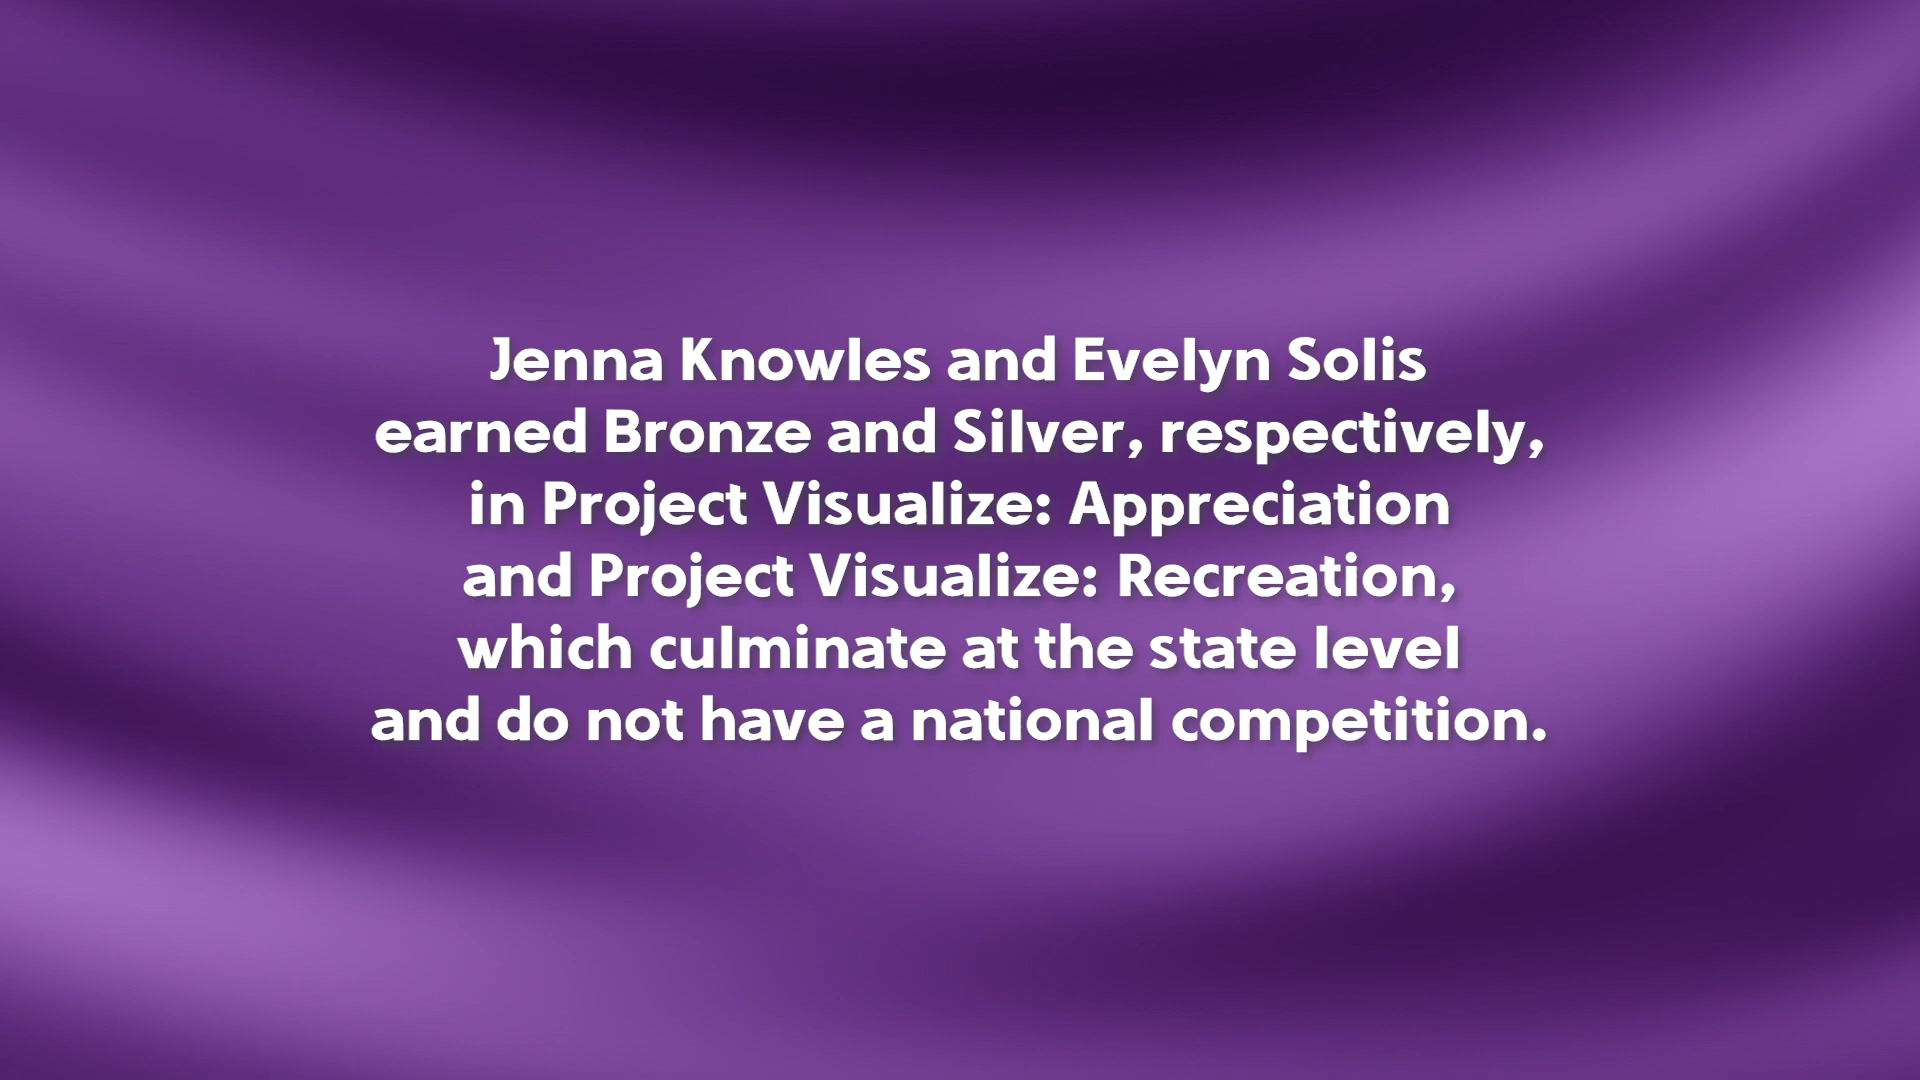 Jenna Knowles and Evelyn Solis
earned Bronze and Silver, respectively,
in Project Visualize: Appreciation
and Project Visualize: Recreation,
which culminate at the state level
and do not have a national competition.